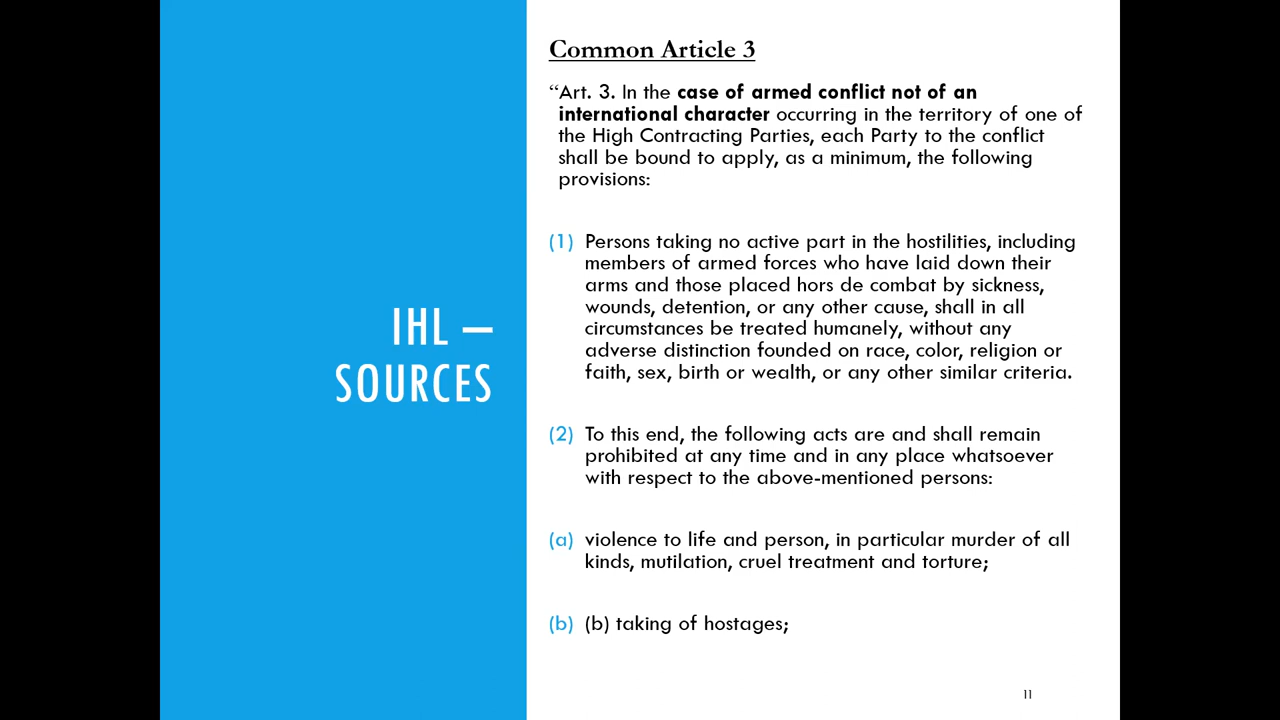 IHL –
SOURCES
Common Article 3
“Art. 3. In the case of armed conflict not of an
international character occurring in the territory of one of
the High Contracting Parties, each Party to the conflict
shall be bound to apply, as a minimum, the following
provisions:
(1) Persons taking no active part in the hostilities, including
members of armed forces who have laid down their
arms and those placed hors de combat by sickness,
wounds, detention, or any other cause, shall in all
circumstances be treated humanely, without any
adverse distinction founded on race, color, religion or
faith, sex, birth or wealth, or any other similar criteria.
(2) To this end, the following acts are and shall remain
prohibited at any time and in any place whatsoever
with respect to the above-mentioned persons:
(a) violence to life and person, in particular murder of all
kinds, mutilation, cruel treatment and torture;
(b) (b) taking of hostages;
11